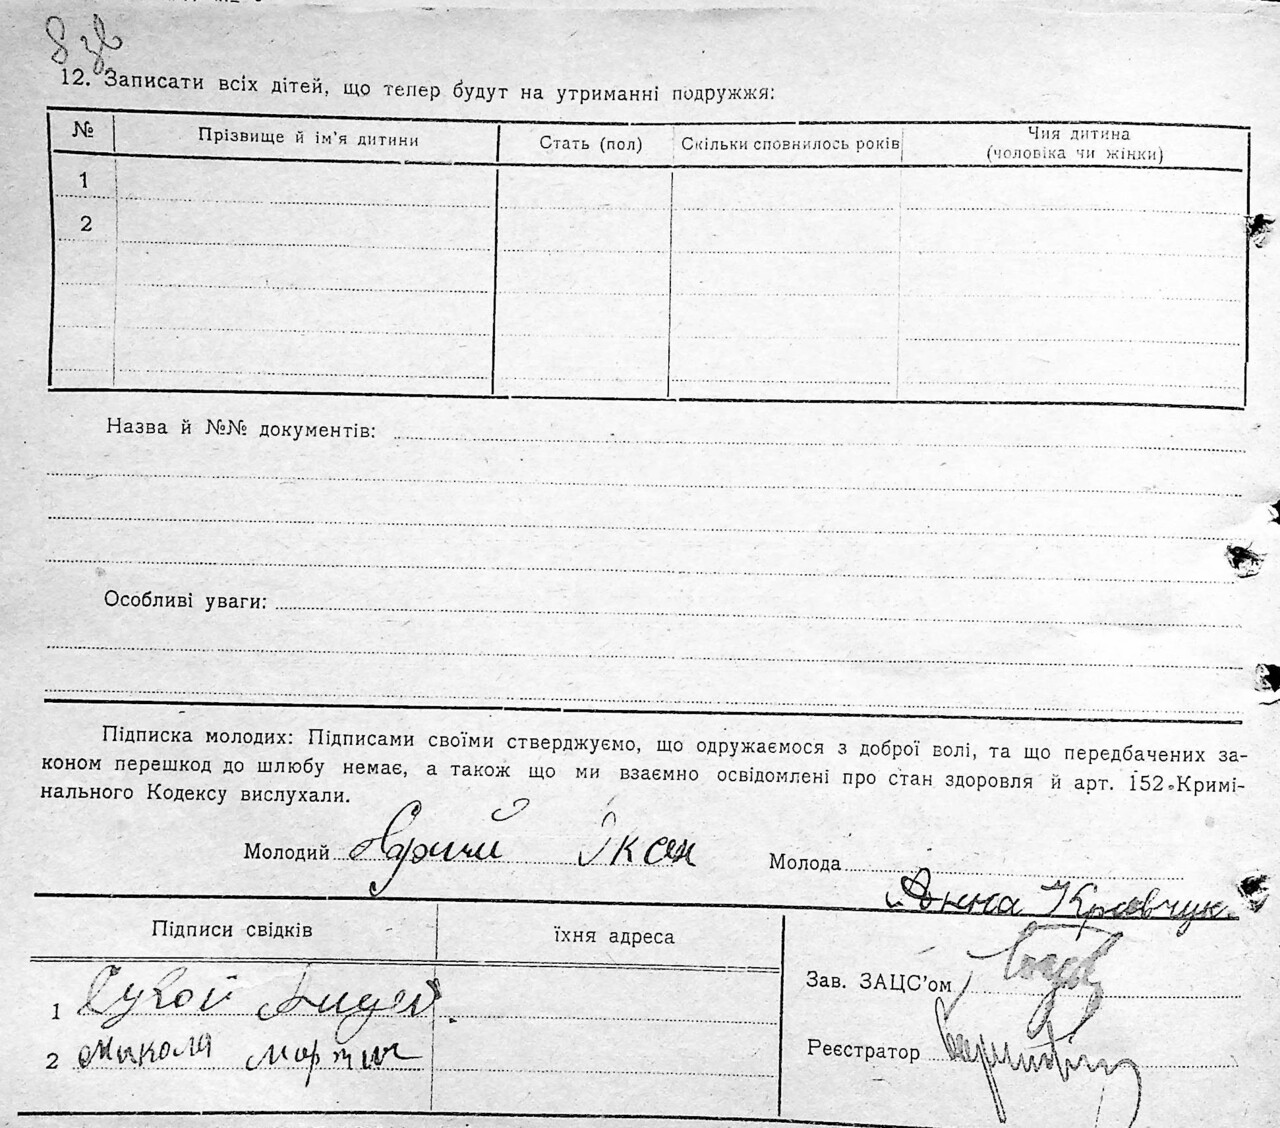 8 зв
12. Записати всіх дітей, що тепер будут на утриманні подружжя:
№ Прізвище й ім'я дитини Стать (пол) Скільки сповнилось років Чия дитина
(чоловіка чи жінки)
1
2
Назва й №№ документів:
Особливі уваги:
Підписка молодих: Підписами своїми стверджуємо, що одружаємося з доброї волі, та що передбачених за-
коном перешкод до шлюбу немає, а також що ми взаємно освідомлені про стан здоровля й арт. 152 Кримі-
нального Кодексу вислухали.
Молодий Молода
Анна Кравчук
Підписи свідків їхня адреса
Зав. ЗАЦС'ом
1
2 Микола
Реєстратор